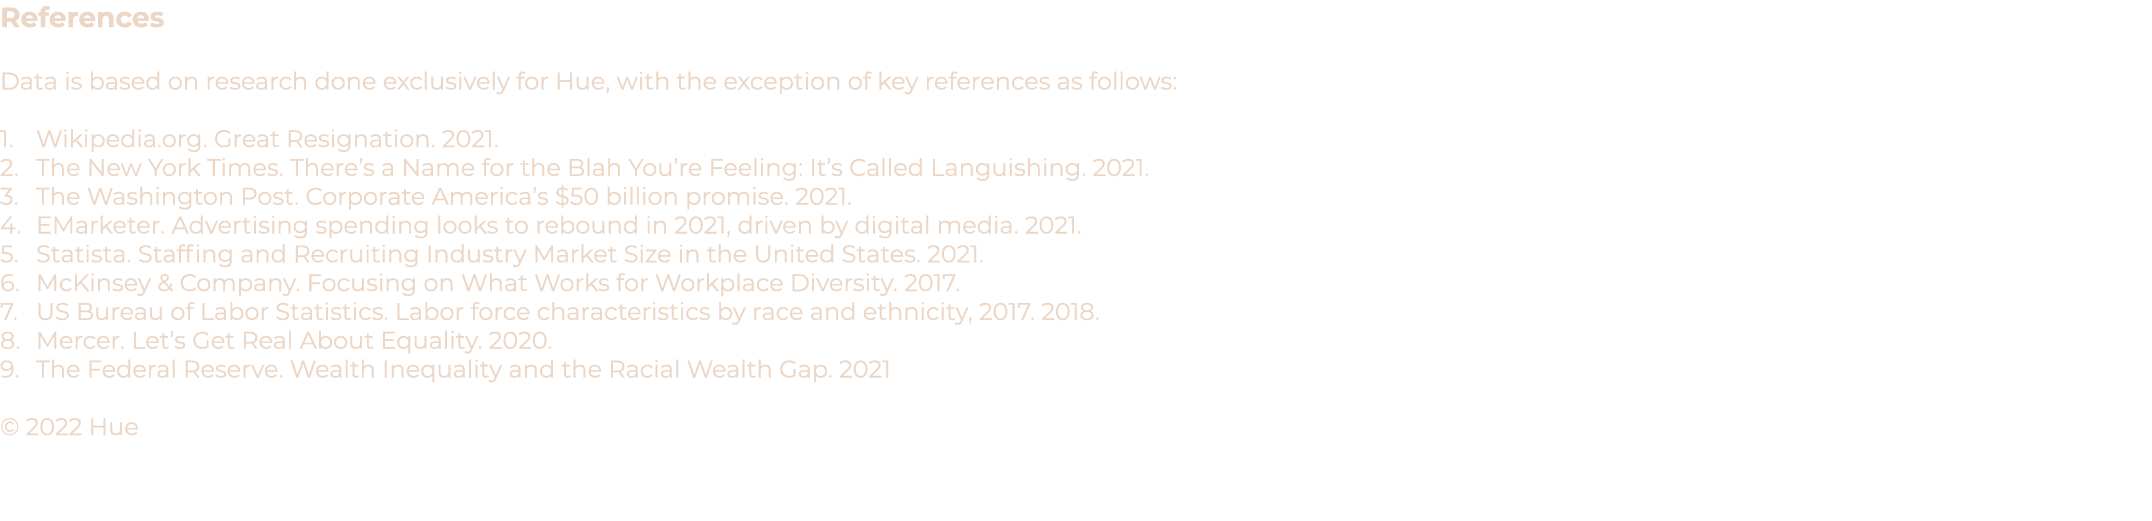 References
Data is based on research done exclusively for Hue, with the exception of key references as follows:
1. Wikipedia.org. Great Resignation. 2021.
2. The New York Times. There’s a Name for the Blah You’re Feeling: It’s Called Languishing. 2021.
3. The Washington Post. Corporate America’s $50 billion promise. 2021.
4. EMarketer. Advertising spending looks to rebound in 2021, driven by digital media. 2021.
5. Statista. Staffing and Recruiting Industry Market Size in the United States. 2021.
6. McKinsey & Company. Focusing on What Works for Workplace Diversity. 2017.
7. US Bureau of Labor Statistics. Labor force characteristics by race and ethnicity, 2017. 2018.
8. Mercer. Let’s Get Real About Equality. 2020.
9. The Federal Reserve. Wealth Inequality and the Racial Wealth Gap. 2021
© 2022 Hue